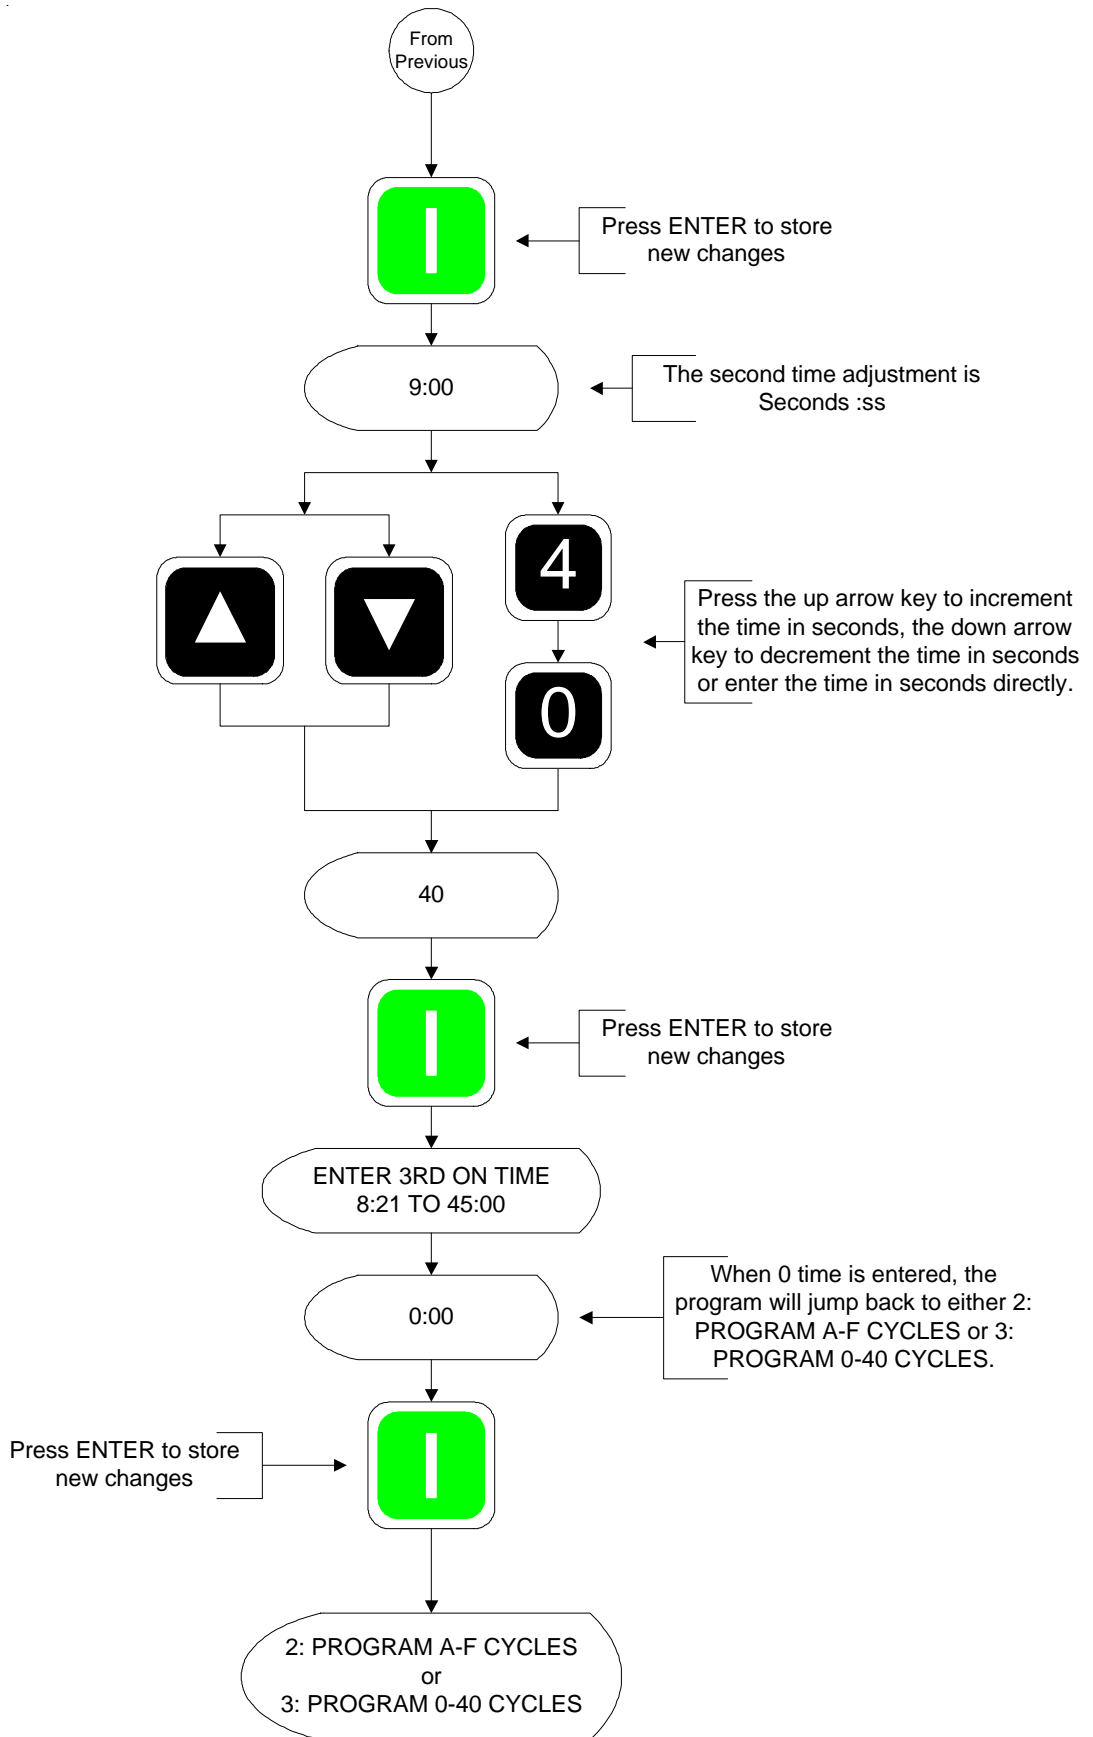 From
Previous
Press ENTER to store
new changes
9:00
The second time adjustment is
Seconds :ss
4
Press the up arrow key to increment
the time in seconds, the down arrow
key to decrement the time in seconds
or enter the time in seconds directly.
0
40
Press ENTER to store
new changes
ENTER 3RD ON TIME
8:21 TO 45:00
0:00
When 0 time is entered, the
program will jump back to either 2:
PROGRAM A-F CYCLES or 3:
PROGRAM 0-40 CYCLES.
Press ENTER to store
new changes
2: PROGRAM A-F CYCLES
or
3: PROGRAM 0-40 CYCLES